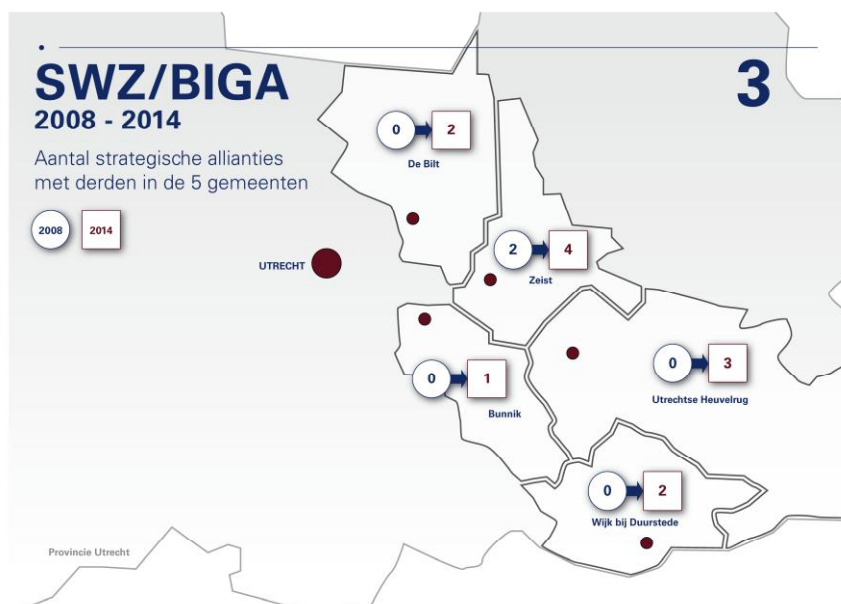 SWZ/BIGA
2008 - 2014
3
Aantal strategische allianties
met derden in de 5 gemeenten
2008 2014
0 2
De Bilt
2 4
Zeist
UTRECHT
0 1
Bunnik
0 3
Utrechtse Heuvelrug
0 2
Wijk bij Duurstede
Provincie Utrecht